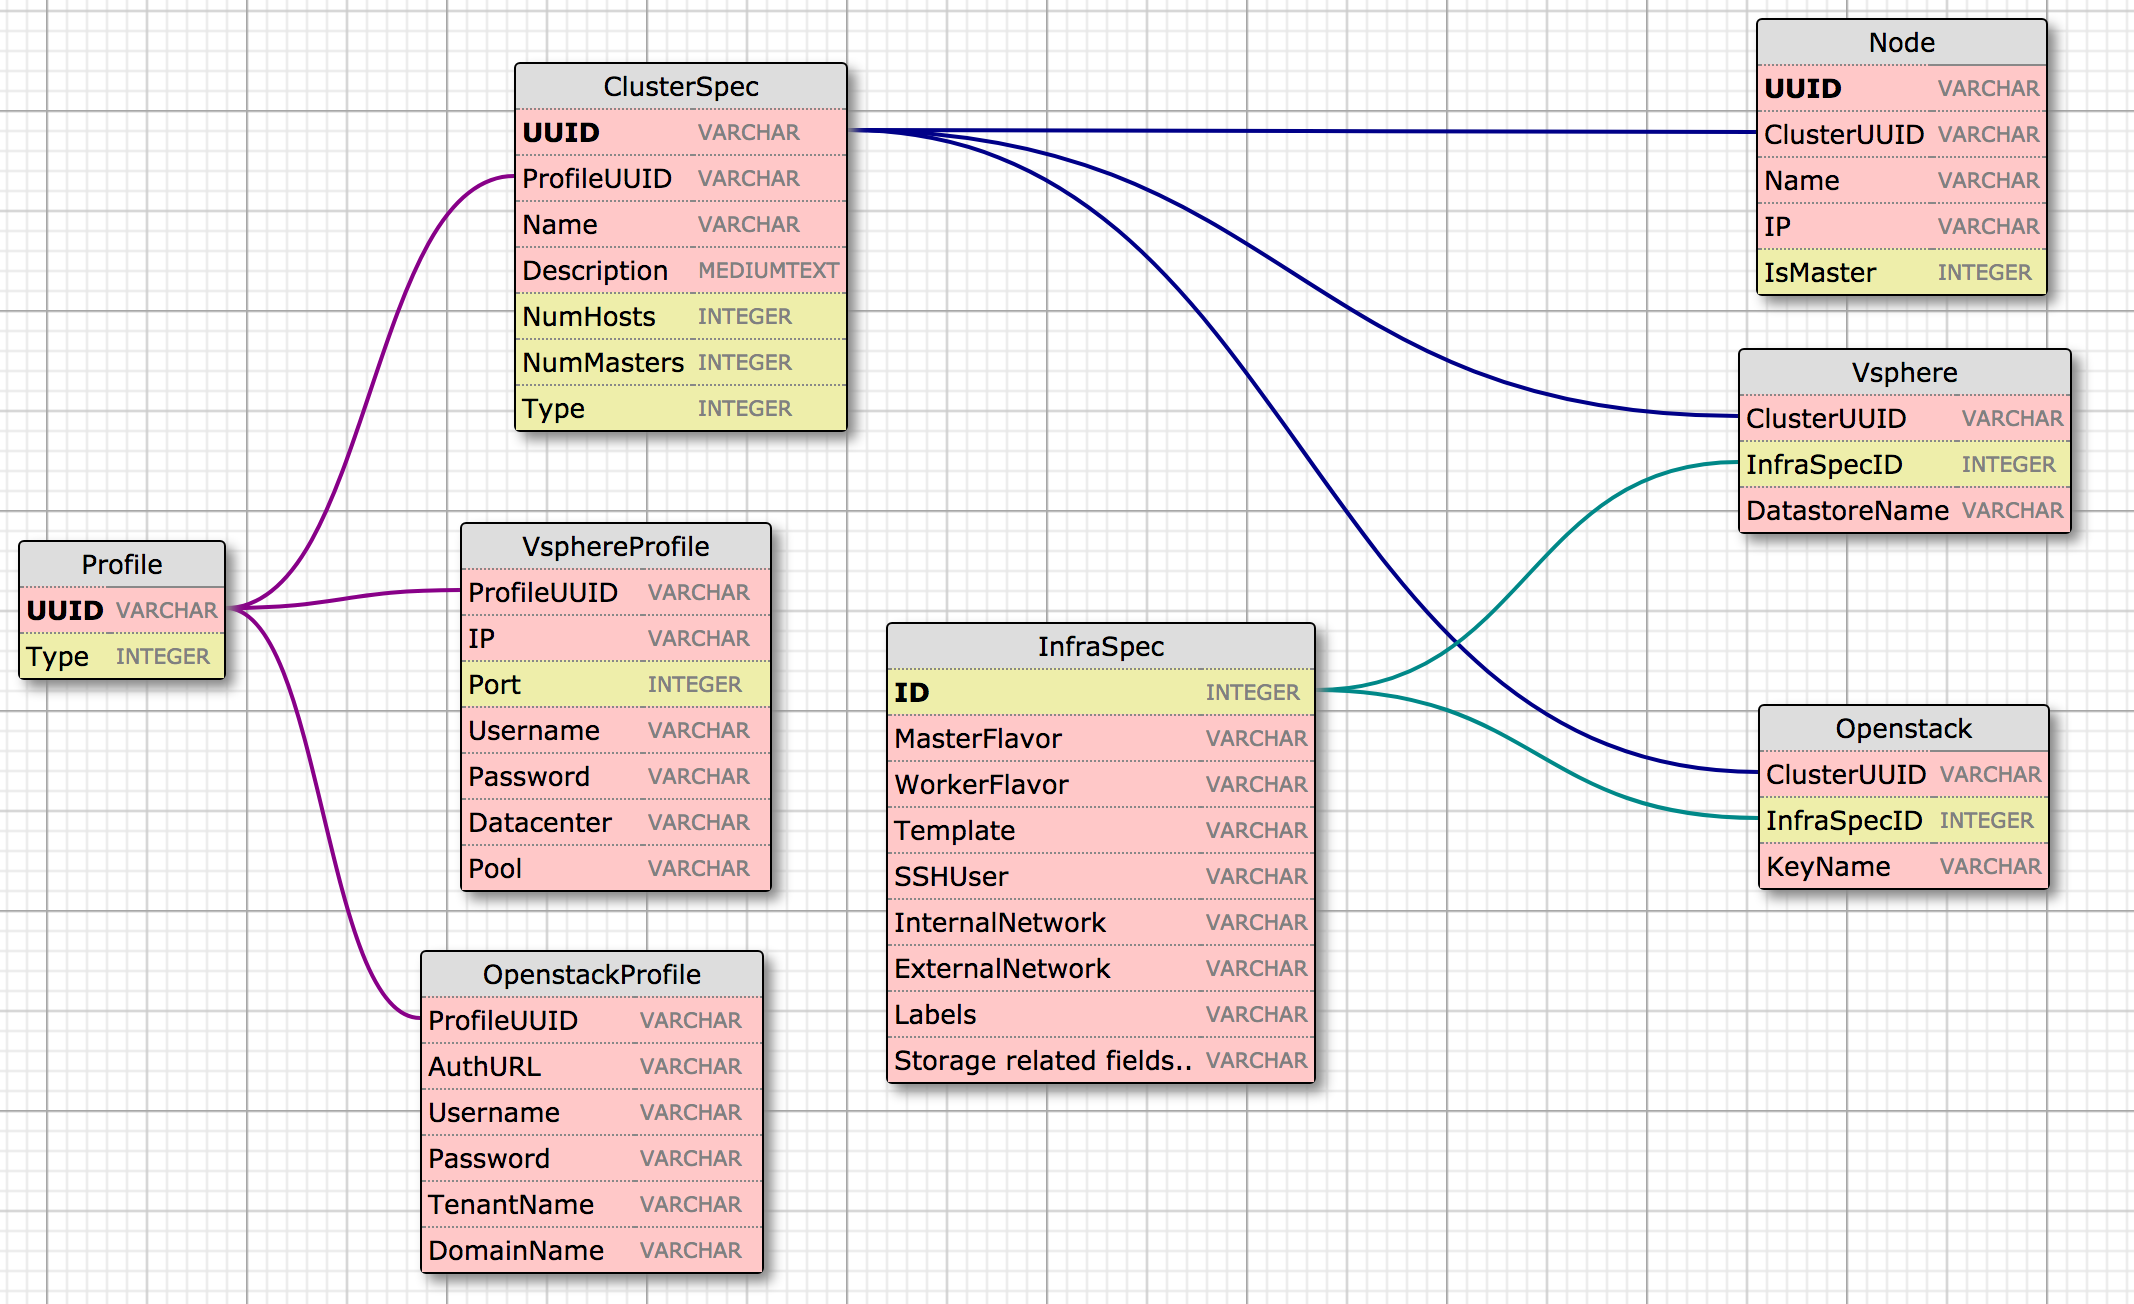 Node
UUID VARCHAR
ClusterUUID VARCHAR
Name VARCHAR
IP VARCHAR
IsMaster INTEGER
ClusterSpec
UUID VARCHAR
ProfileUUID VARCHAR
Name VARCHAR
Description MEDIUMTEXT
NumHosts INTEGER
NumMasters INTEGER
Type INTEGER
Vsphere
ClusterUUID VARCHAR
InfraSpecID INTEGER
DatastoreName VARCHAR
Profile
UUID VARCHAR
Type INTEGER
VsphereProfile
ProfileUUID VARCHAR
IP VARCHAR
Port INTEGER
Username VARCHAR
Password VARCHAR
Datacenter VARCHAR
Pool VARCHAR
InfraSpec
ID INTEGER
MasterFlavor VARCHAR
WorkerFlavor VARCHAR
Template VARCHAR
SSHUser VARCHAR
InternalNetwork VARCHAR
ExternalNetwork VARCHAR
Labels VARCHAR
Storage related fields.. VARCHAR
Openstack
ClusterUUID VARCHAR
InfraSpecID INTEGER
KeyName VARCHAR
OpenstackProfile
ProfileUUID VARCHAR
AuthURL VARCHAR
Username VARCHAR
Password VARCHAR
TenantName VARCHAR
DomainName VARCHAR